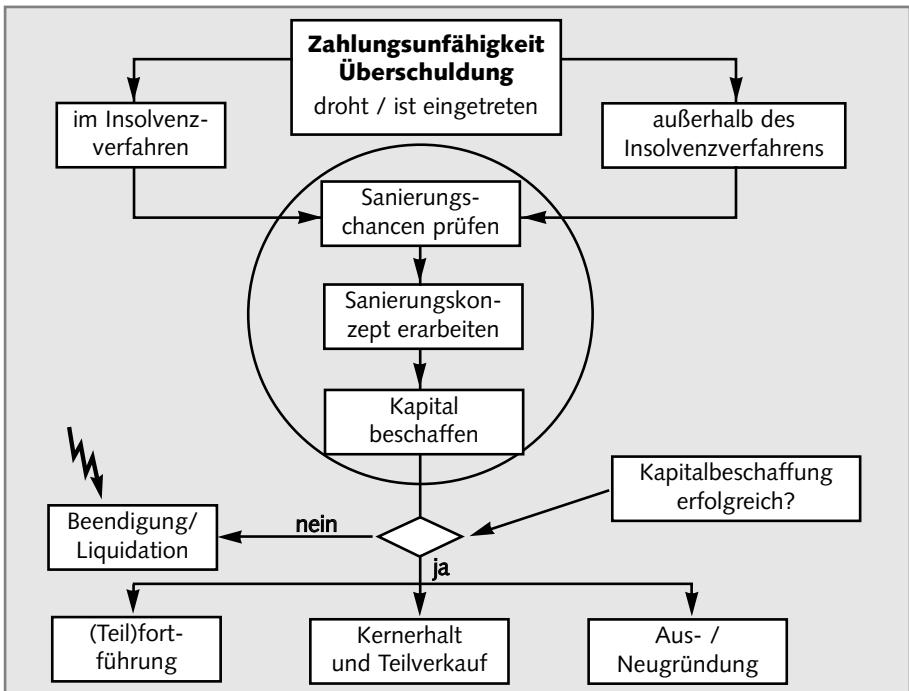 Zahlungsunfähigkeit
Überschuldung
droht / ist eingetreten
im Insolvenz-
verfahren
außerhalb des
Insolvenzverfahrens
Sanierungs-
chancen prüfen
Sanierungskon-
zept erarbeiten
Kapital
beschaffen
Kapitalbeschaffung
erfolgreich?
Beendigung/
Liquidation
nein
ja
(Teil)fort-
führung
Kernerhalt
und Teilverkauf
Aus- /
Neugründung